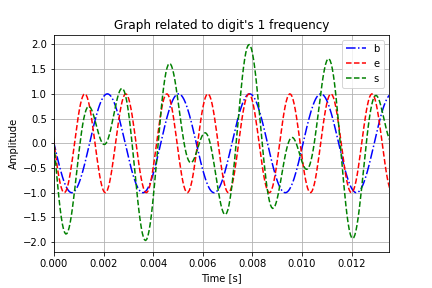 Graph related to digit's 1 frequency
2.0
1.5
1.0
0.5
0.0
−0.5
−1.0
−1.5
−2.0
Amplitude
b
e
s
0.000 0.002 0.004 0.006 0.008 0.010 0.012
Time [s]